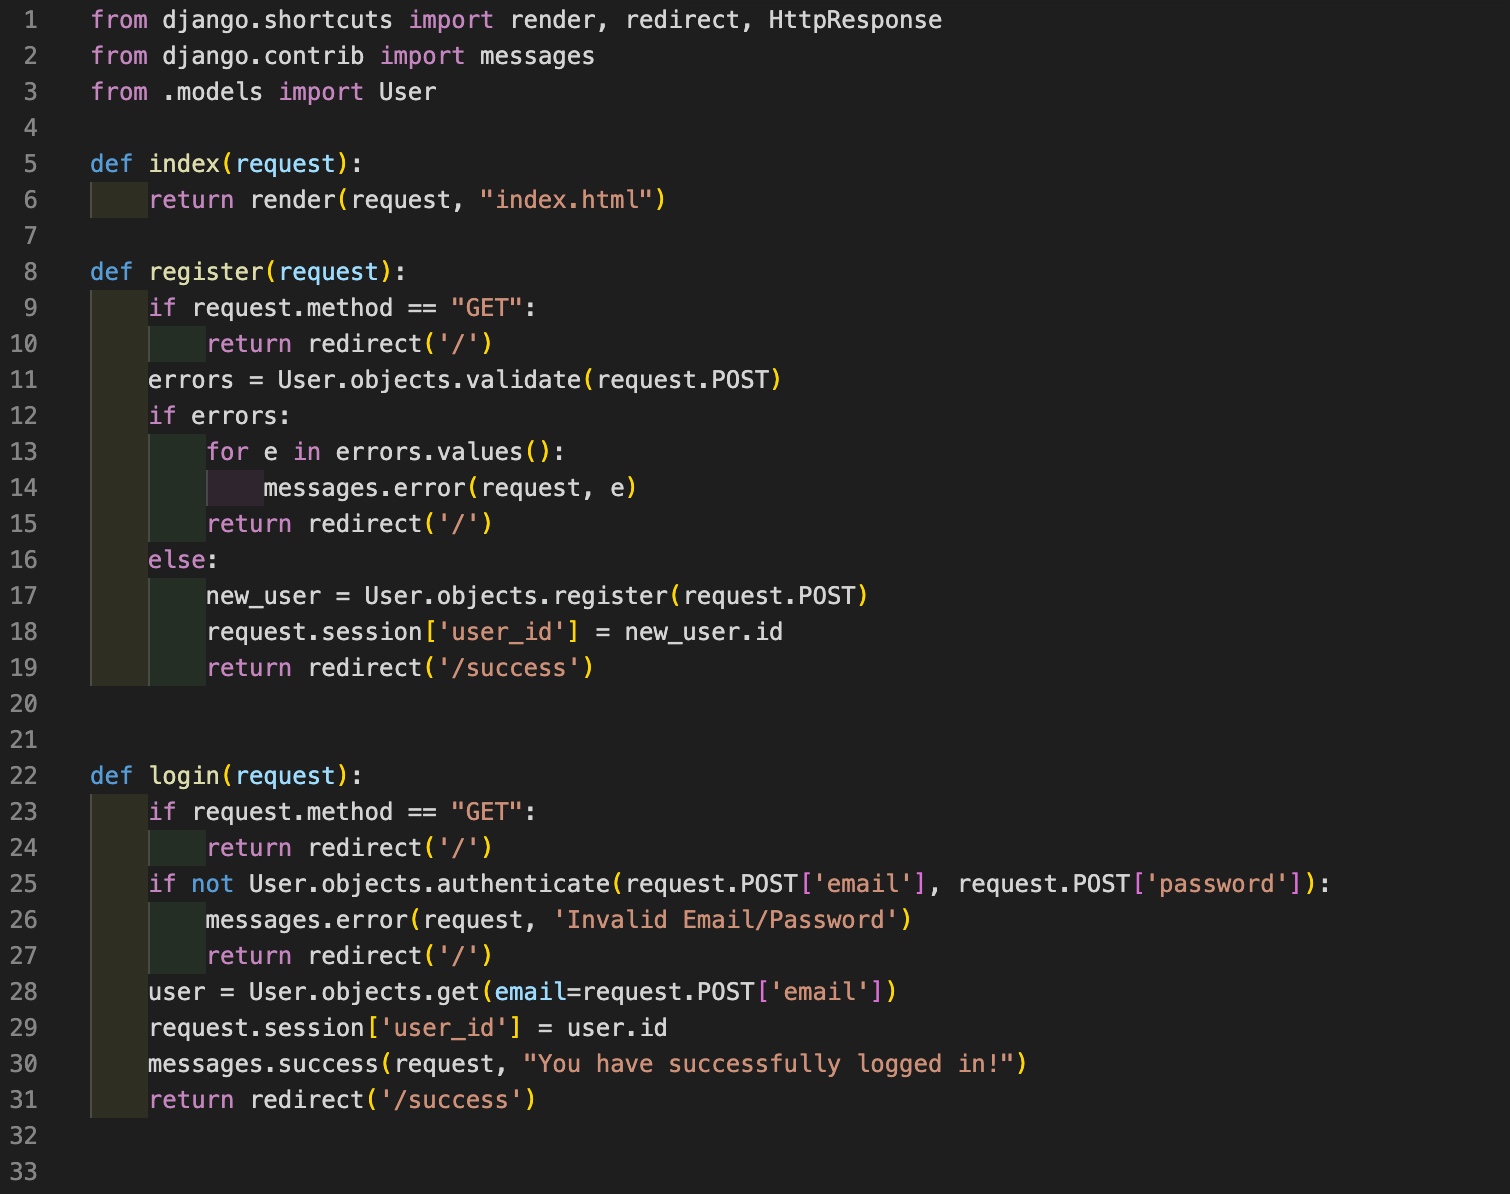 1 from django.shortcuts import render, redirect, HttpResponse
2 from django.contrib import messages
3 from .models import User
4
5 def index(request):
6     return render(request, "index.html")
7
8 def register(request):
9     if request.method == "GET":
10         return redirect('/')
11     errors = User.objects.validate(request.POST)
12     if errors:
13         for e in errors.values():
14             messages.error(request, e)
15         return redirect('/')
16     else:
17         new_user = User.objects.register(request.POST)
18         request.session['user_id'] = new_user.id
19         return redirect('/success')
20
21
22 def login(request):
23     if request.method == "GET":
24         return redirect('/')
25     if not User.objects.authenticate(request.POST['email'], request.POST['password']):
26         messages.error(request, 'Invalid Email/Password')
27         return redirect('/')
28     user = User.objects.get(email=request.POST['email'])
29     request.session['user_id'] = user.id
30     messages.success(request, "You have successfully logged in!")
31     return redirect('/success')
32
33